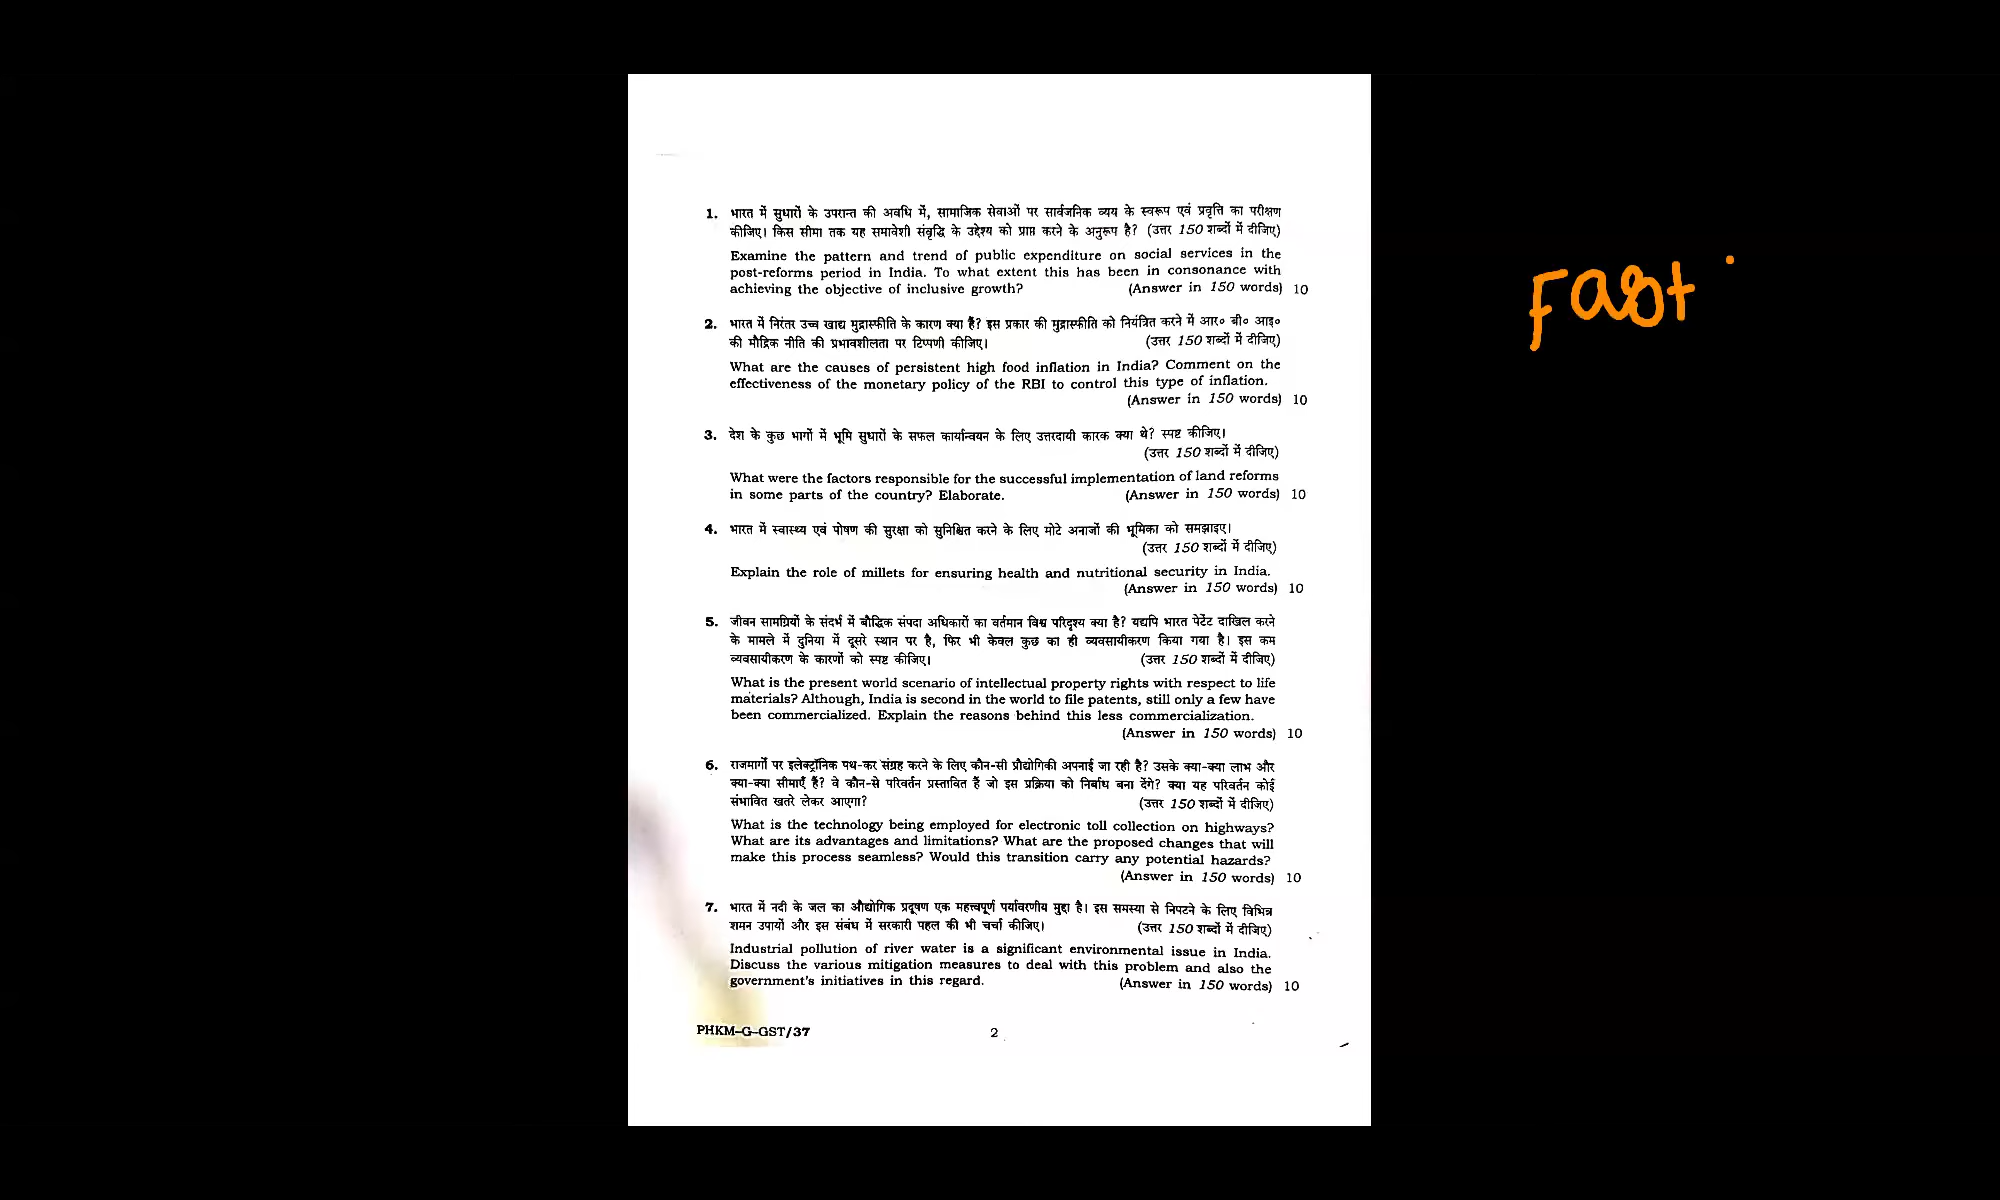 1. भारत में सुधारों के उपरान्त की अवधि में, सामाजिक सेवाओं पर सार्वजनिक व्यय के स्वरूप एवं प्रवृत्ति का परीक्षण
कीजिए। किस सीमा तक यह समावेशी संवृद्धि के उद्देश्य को प्राप्त करने के अनुरूप है? (उत्तर 150 शब्दों में दीजिए)
Examine the pattern and trend of public expenditure on social services in the
post-reforms period in India. To what extent this has been in consonance with
achieving the objective of inclusive growth? (Answer in 150 words) 10
2. भारत में निरंतर उच्च खाद्य मुद्रास्फीति के कारण क्या हैं? इस प्रकार की मुद्रास्फीति को नियंत्रित करने में आर० बी० आइ०
की मौद्रिक नीति की प्रभावशीलता पर टिप्पणी कीजिए। (उत्तर 150 शब्दों में दीजिए)
What are the causes of persistent high food inflation in India? Comment on the
effectiveness of the monetary policy of the RBI to control this type of inflation.
(Answer in 150 words) 10
3. देश के कुछ भागों में भूमि सुधारों के सफल कार्यान्वयन के लिए उत्तरदायी कारक क्या थे? स्पष्ट कीजिए।
(उत्तर 150 शब्दों में दीजिए)
What were the factors responsible for the successful implementation of land reforms
in some parts of the country? Elaborate. (Answer in 150 words) 10
4. भारत में स्वास्थ्य एवं पोषण की सुरक्षा को सुनिश्चित करने के लिए मोटे अनाजों की भूमिका को समझाइए।
(उत्तर 150 शब्दों में दीजिए)
Explain the role of millets for ensuring health and nutritional security in India.
(Answer in 150 words) 10
5. जीवन सामग्रियों के संदर्भ में बौद्धिक संपदा अधिकारों का वर्तमान विश्व परिदृश्य क्या है? यद्यपि भारत पेटेंट दाखिल करने
के मामले में दुनिया में दूसरे स्थान पर है, फिर भी केवल कुछ का ही व्यवसायीकरण किया गया है। इस कम
व्यवसायीकरण के कारणों को स्पष्ट कीजिए। (उत्तर 150 शब्दों में दीजिए)
What is the present world scenario of intellectual property rights with respect to life
materials? Although, India is second in the world to file patents, still only a few have
been commercialized. Explain the reasons behind this less commercialization.
(Answer in 150 words) 10
6. राजमार्गों पर इलेक्ट्रॉनिक पथ-कर संग्रह करने के लिए कौन-सी प्रौद्योगिकी अपनाई जा रही है? उसके क्या-क्या लाभ और
क्या-क्या सीमाएँ हैं? वे कौन-से परिवर्तन प्रस्तावित हैं जो इस प्रक्रिया को निर्बाध बना देंगे? क्या यह परिवर्तन कोई
संभावित खतरे लेकर आएगा? (उत्तर 150 शब्दों में दीजिए)
What is the technology being employed for electronic toll collection on highways?
What are its advantages and limitations? What are the proposed changes that will
make this process seamless? Would this transition carry any potential hazards?
(Answer in 150 words) 10
7. भारत में नदी के जल का औद्योगिक प्रदूषण एक महत्त्वपूर्ण पर्यावरणीय मुद्दा है। इस समस्या से निपटने के लिए विभिन्न
शमन उपायों और इस संबंध में सरकारी पहल की भी चर्चा कीजिए। (उत्तर 150 शब्दों में दीजिए)
Industrial pollution of river water is a significant environmental issue in India.
Discuss the various mitigation measures to deal with this problem and also the
government's initiatives in this regard. (Answer in 150 words) 10
PHKM-G-GST/37 2
Fast